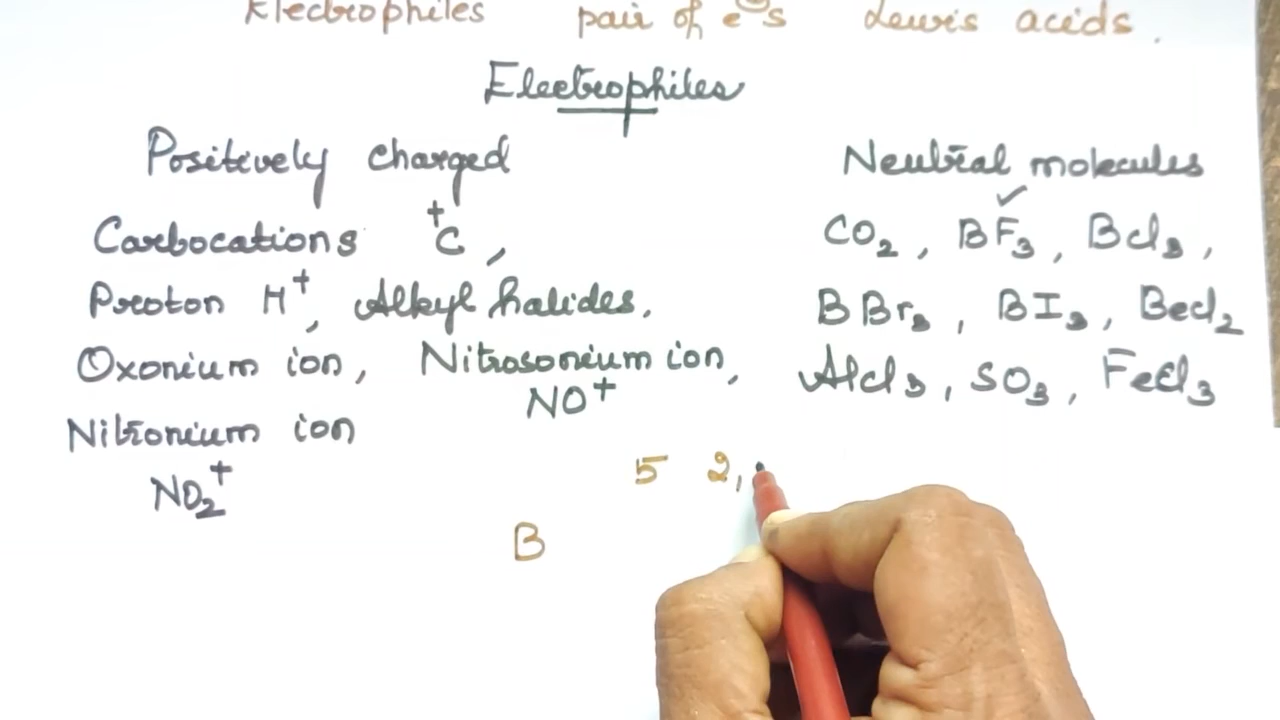 Electrophiles pair of e⊖s Lewis acids.
Electrophiles
Positively charged
Neutral molecules
✓
Carbocations +C,
CO2, BF3, BCl3,
Proton H+, Alkyl halides.
BBr3, BI3, BeCl2
Oxonium ion, Nitrosonium ion,
AlCl3, SO3, FeCl3
NO+
Nitronium ion
NO2+
5 2,
B